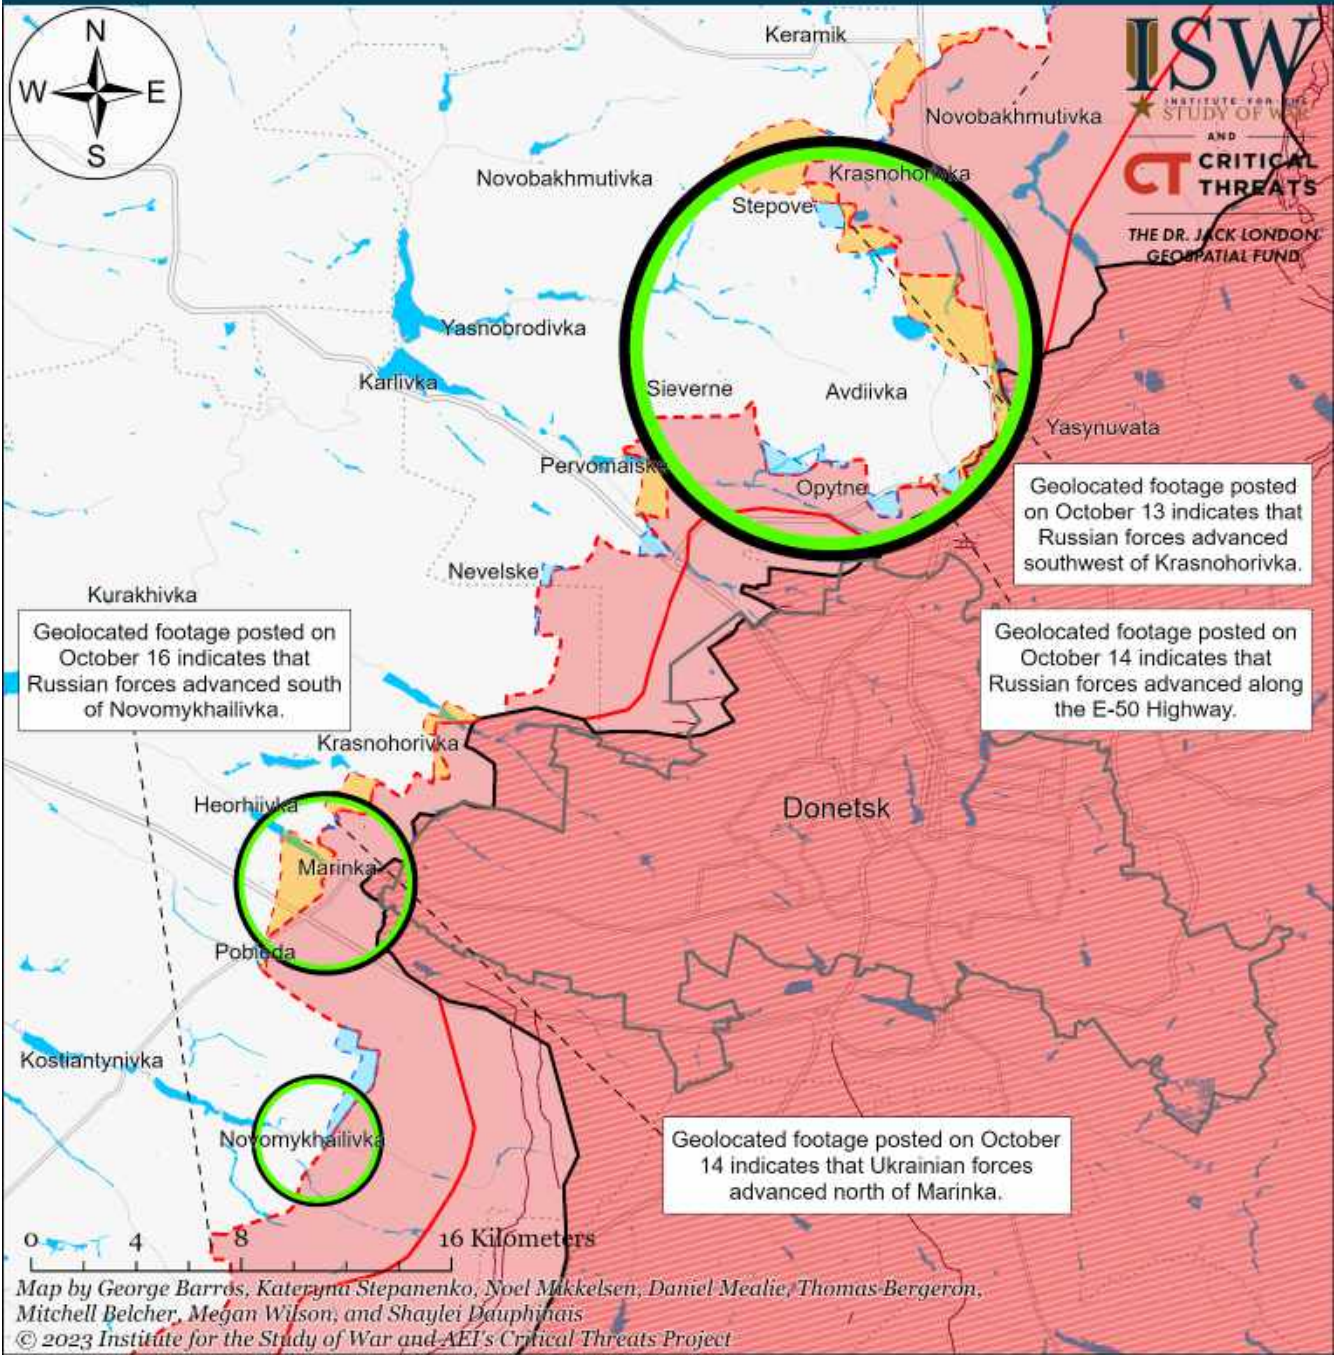 N
W E
S
Keramik
ISW
INSTITUTE FOR THE
STUDY OF WAR
AND
CT CRITICAL
THREATS
THE DR. JACK LONDON
GEOSPATIAL FUND
Novobakhmutivka
Novobakhmutivka
Krasnohorivka
Stepove
Yasnobrodivka
Karlivka
Sieverne
Avdiivka
Yasynuvata
Pervomaiske
Opytne
Geolocated footage posted
on October 13 indicates that
Russian forces advanced
southwest of Krasnohorivka.
Nevelske
Kurakhivka
Geolocated footage posted on
October 16 indicates that
Russian forces advanced south
of Novomykhailivka.
Geolocated footage posted on
October 14 indicates that
Russian forces advanced along
the E-50 Highway.
Krasnohorivka
Heorhiivka
Donetsk
Marinka
Pobieda
Kostiantynivka
Novomykhailivka
Geolocated footage posted on October
14 indicates that Ukrainian forces
advanced north of Marinka.
0 4 8 16 Kilometers
Map by George Barros, Kateryna Stepanenko, Noel Mikkelsen, Daniel Mealie, Thomas Bergeron,
Mitchell Belcher, Megan Wilson, and Shaylei Dauphinais
© 2023 Institute for the Study of War and AEI's Critical Threats Project